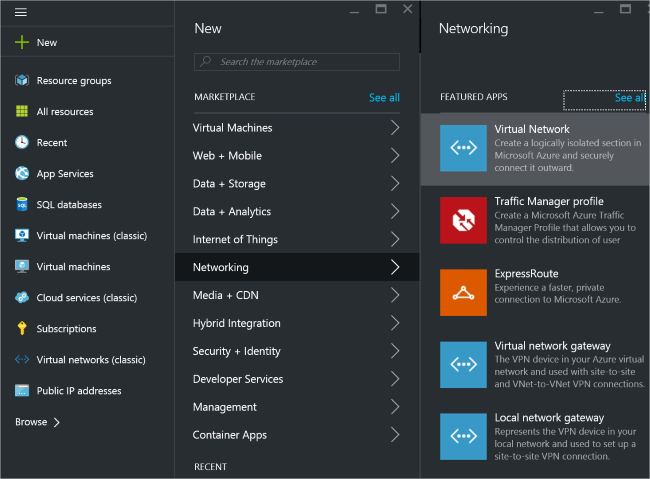 New
Resource groups
All resources
Recent
App Services
SQL databases
Virtual machines (classic)
Virtual machines
Cloud services (classic)
Subscriptions
Virtual networks (classic)
Public IP addresses
Browse
New
Search the marketplace
MARKETPLACE
See all
Virtual Machines
Web + Mobile
Data + Storage
Data + Analytics
Internet of Things
Networking
Media + CDN
Hybrid Integration
Security + Identity
Developer Services
Management
Container Apps
RECENT
Networking
FEATURED APPS
See all
Virtual Network
Create a logically isolated section in
Microsoft Azure and securely
connect it outward.
Traffic Manager profile
Create a Microsoft Azure Traffic
Manager Profile that allows you to
control the distribution of user
ExpressRoute
Experience a faster, private
connection to Microsoft Azure.
Virtual network gateway
The VPN device in your Azure virtual
network and used with site-to-site
and VNet-to-VNet VPN connections.
Local network gateway
Represents the VPN device in your
local network and used to set up a
site-to-site VPN connection.